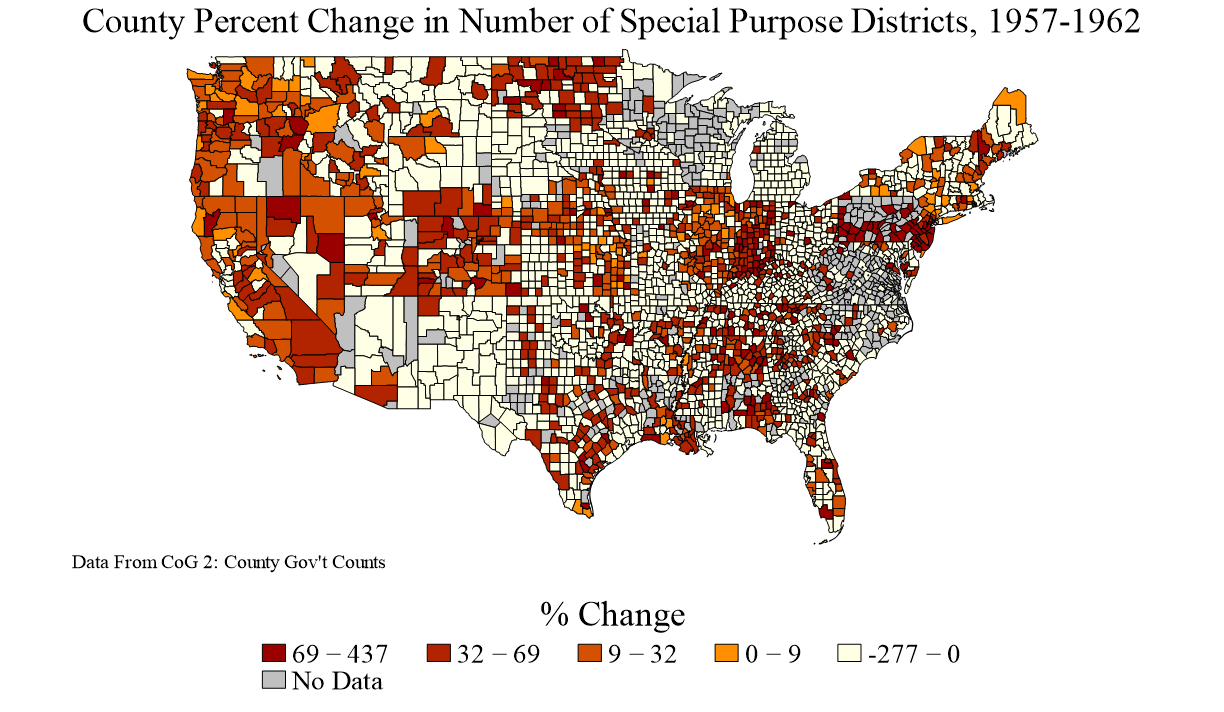 County Percent Change in Number of Special Purpose Districts, 1957-1962
Data From CoG 2: County Gov't Counts
% Change
69 – 437 32 – 69 9 – 32 0 – 9 -277 – 0
No Data